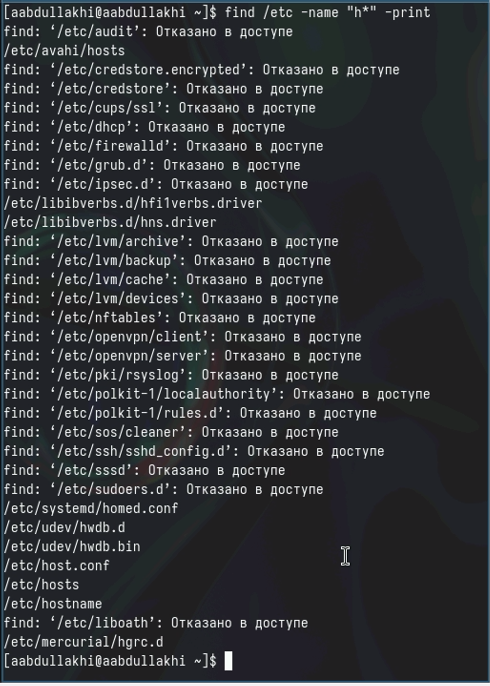 [aabdullakhi@aabdullakhi ~]$ find /etc -name "h*" -print
find: ‘/etc/audit’: Отказано в доступе
/etc/avahi/hosts
find: ‘/etc/credstore.encrypted’: Отказано в доступе
find: ‘/etc/credstore’: Отказано в доступе
find: ‘/etc/cups/ssl’: Отказано в доступе
find: ‘/etc/dhcp’: Отказано в доступе
find: ‘/etc/firewalld’: Отказано в доступе
find: ‘/etc/grub.d’: Отказано в доступе
find: ‘/etc/ipsec.d’: Отказано в доступе
/etc/libibverbs.d/hfi1verbs.driver
/etc/libibverbs.d/hns.driver
find: ‘/etc/lvm/archive’: Отказано в доступе
find: ‘/etc/lvm/backup’: Отказано в доступе
find: ‘/etc/lvm/cache’: Отказано в доступе
find: ‘/etc/lvm/devices’: Отказано в доступе
find: ‘/etc/nftables’: Отказано в доступе
find: ‘/etc/openvpn/client’: Отказано в доступе
find: ‘/etc/openvpn/server’: Отказано в доступе
find: ‘/etc/pki/rsyslog’: Отказано в доступе
find: ‘/etc/polkit-1/localauthority’: Отказано в доступе
find: ‘/etc/polkit-1/rules.d’: Отказано в доступе
find: ‘/etc/sos/cleaner’: Отказано в доступе
find: ‘/etc/ssh/sshd_config.d’: Отказано в доступе
find: ‘/etc/sssd’: Отказано в доступе
find: ‘/etc/sudoers.d’: Отказано в доступе
/etc/systemd/homed.conf
/etc/udev/hwdb.d
/etc/udev/hwdb.bin
/etc/host.conf
/etc/hosts
/etc/hostname
find: ‘/etc/liboath’: Отказано в доступе
/etc/mercurial/hgrc.d
[aabdullakhi@aabdullakhi ~]$